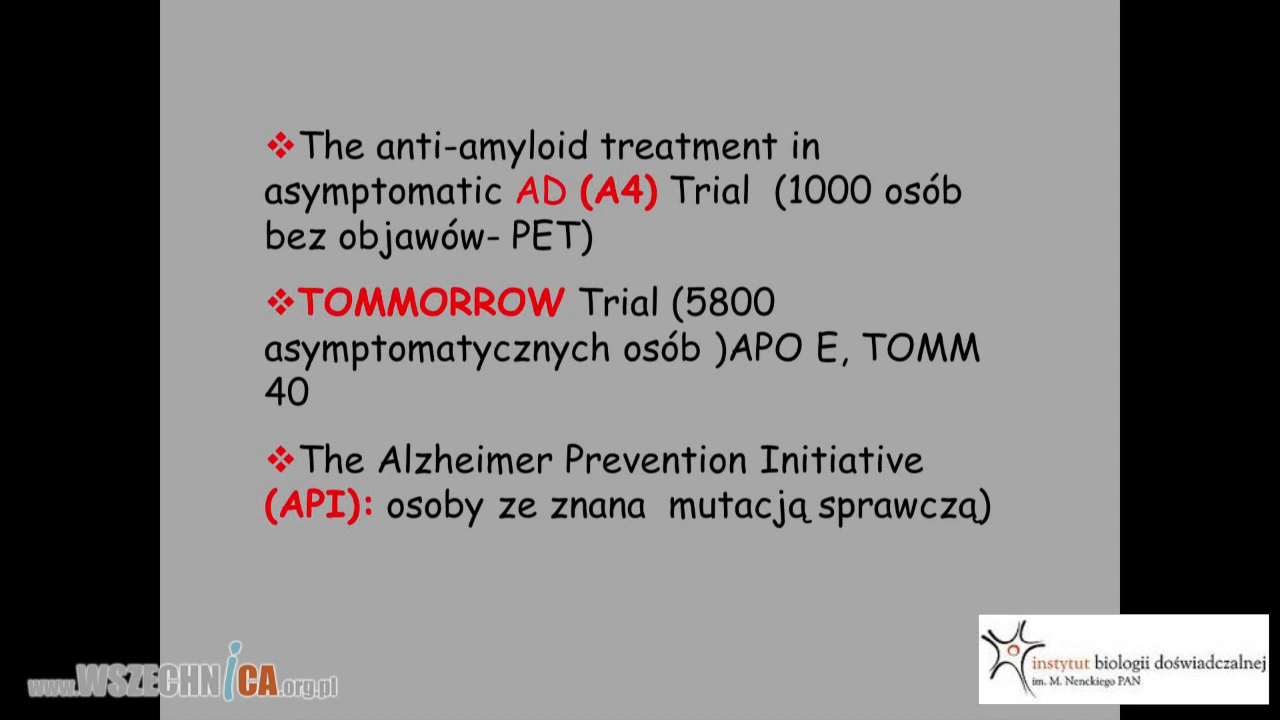 ❖The anti-amyloid treatment in
asymptomatic AD (A4) Trial (1000 osób
bez objawów- PET)
❖TOMMORROW Trial (5800
asymptomatycznych osób )APO E, TOMM
40
❖The Alzheimer Prevention Initiative
(API): osoby ze znana mutacją sprawczą)
www.WSZECHNICA.org.pl
instytut biologii doświadczalnej
im. M. Nenckiego PAN